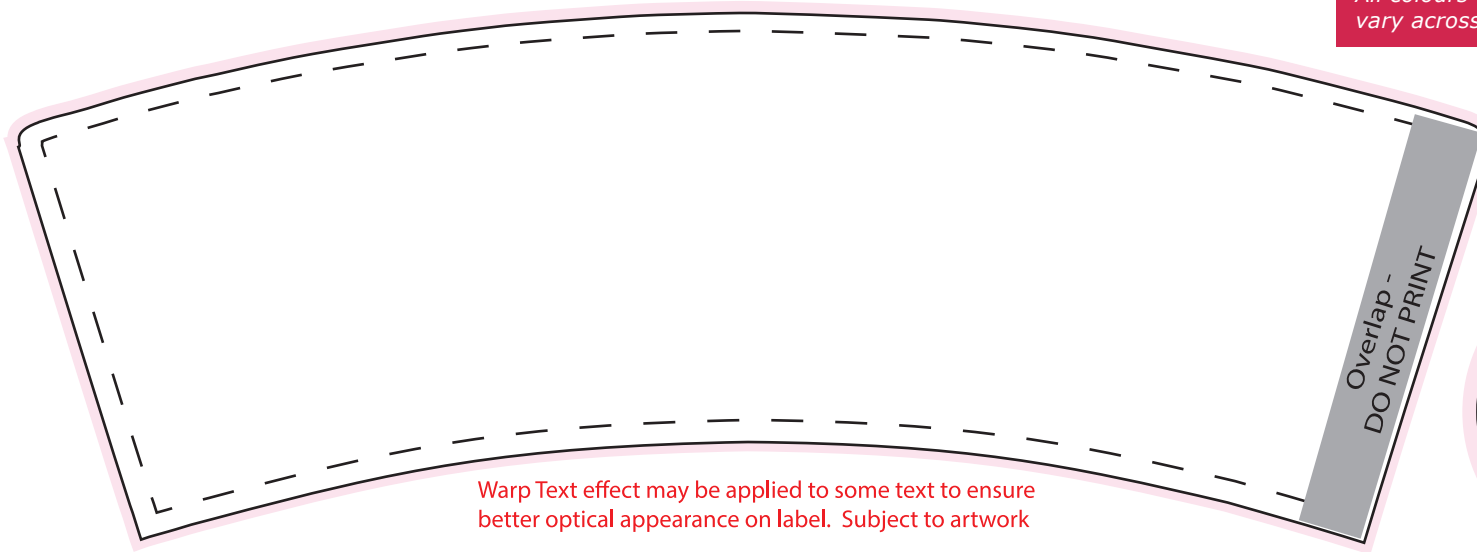 vary across
Overlap -
DO NOT PRINT
Warp Text effect may be applied to some text to ensure
better optical appearance on label. Subject to artwork